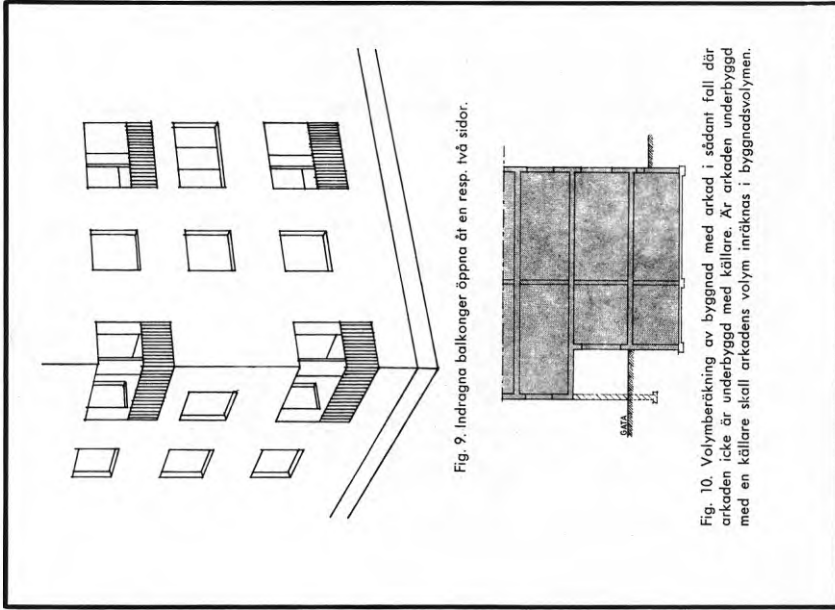 Fig. 9. Indragna balkonger öppna åt en resp. två sidor.
GATA
Fig. 10. Volymberäkning av byggnad med arkad i sådant fall där
arkaden icke är underbyggd med källare. Är arkaden underbyggd
med en källare skall arkadens volym inräknas i byggnadsvolymen.